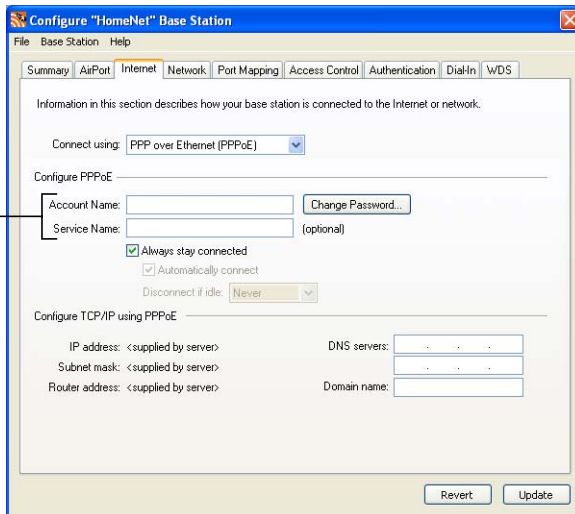 Configure "HomeNet" Base Station
File Base Station Help
Summary AirPort Internet Network Port Mapping Access Control Authentication Dial-In WDS
Information in this section describes how your base station is connected to the Internet or network.
Connect using: PPP over Ethernet (PPPoE)
Configure PPPoE
Account Name: Change Password...
Service Name: (optional)
Always stay connected
Automatically connect
Disconnect if idle: Never
Configure TCP/IP using PPPoE
IP address: <supplied by server> DNS servers:
Subnet mask: <supplied by server>
Router address: <supplied by server> Domain name:
Revert Update